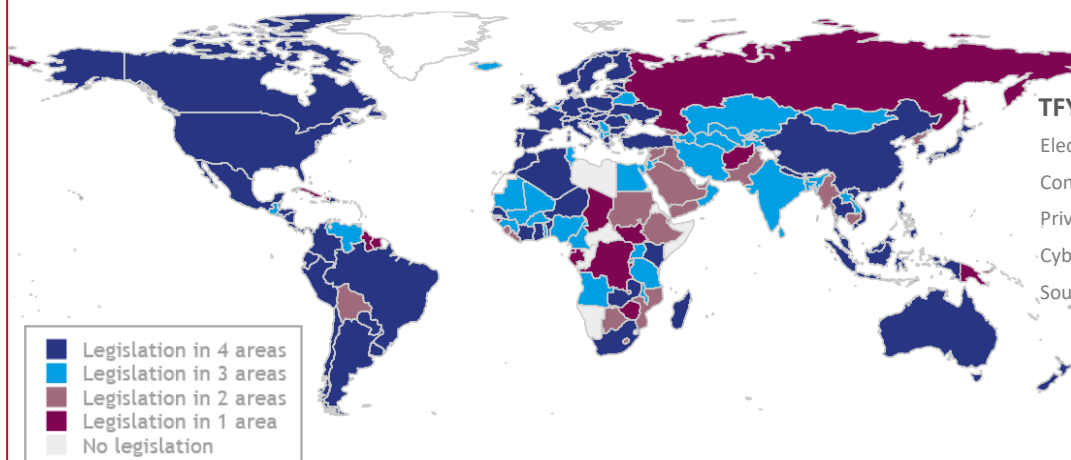 TFY
Elec
Con
Priv
Cyb
Sou
Legislation in 4 areas
Legislation in 3 areas
Legislation in 2 areas
Legislation in 1 area
No legislation